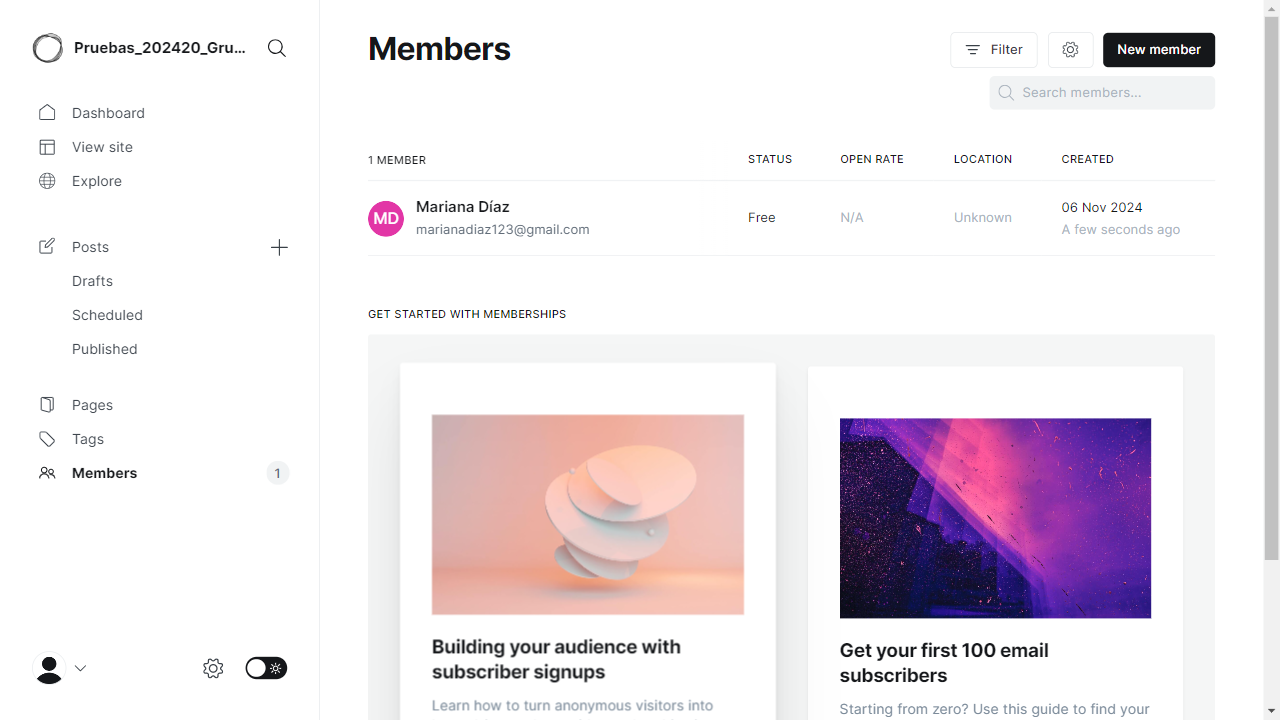 Pruebas_202420_Gru...
Dashboard
View site
Explore
Posts
Drafts
Scheduled
Published
Pages
Tags
Members
1
Members
Filter
New member
Search members...
1 MEMBER STATUS OPEN RATE LOCATION CREATED
MD
Mariana Díaz
marianadiaz123@gmail.com
Free
N/A
Unknown
06 Nov 2024
A few seconds ago
GET STARTED WITH MEMBERSHIPS
Building your audience with
subscriber signups
Learn how to turn anonymous visitors into
Get your first 100 email
subscribers
Starting from zero? Use this guide to find your